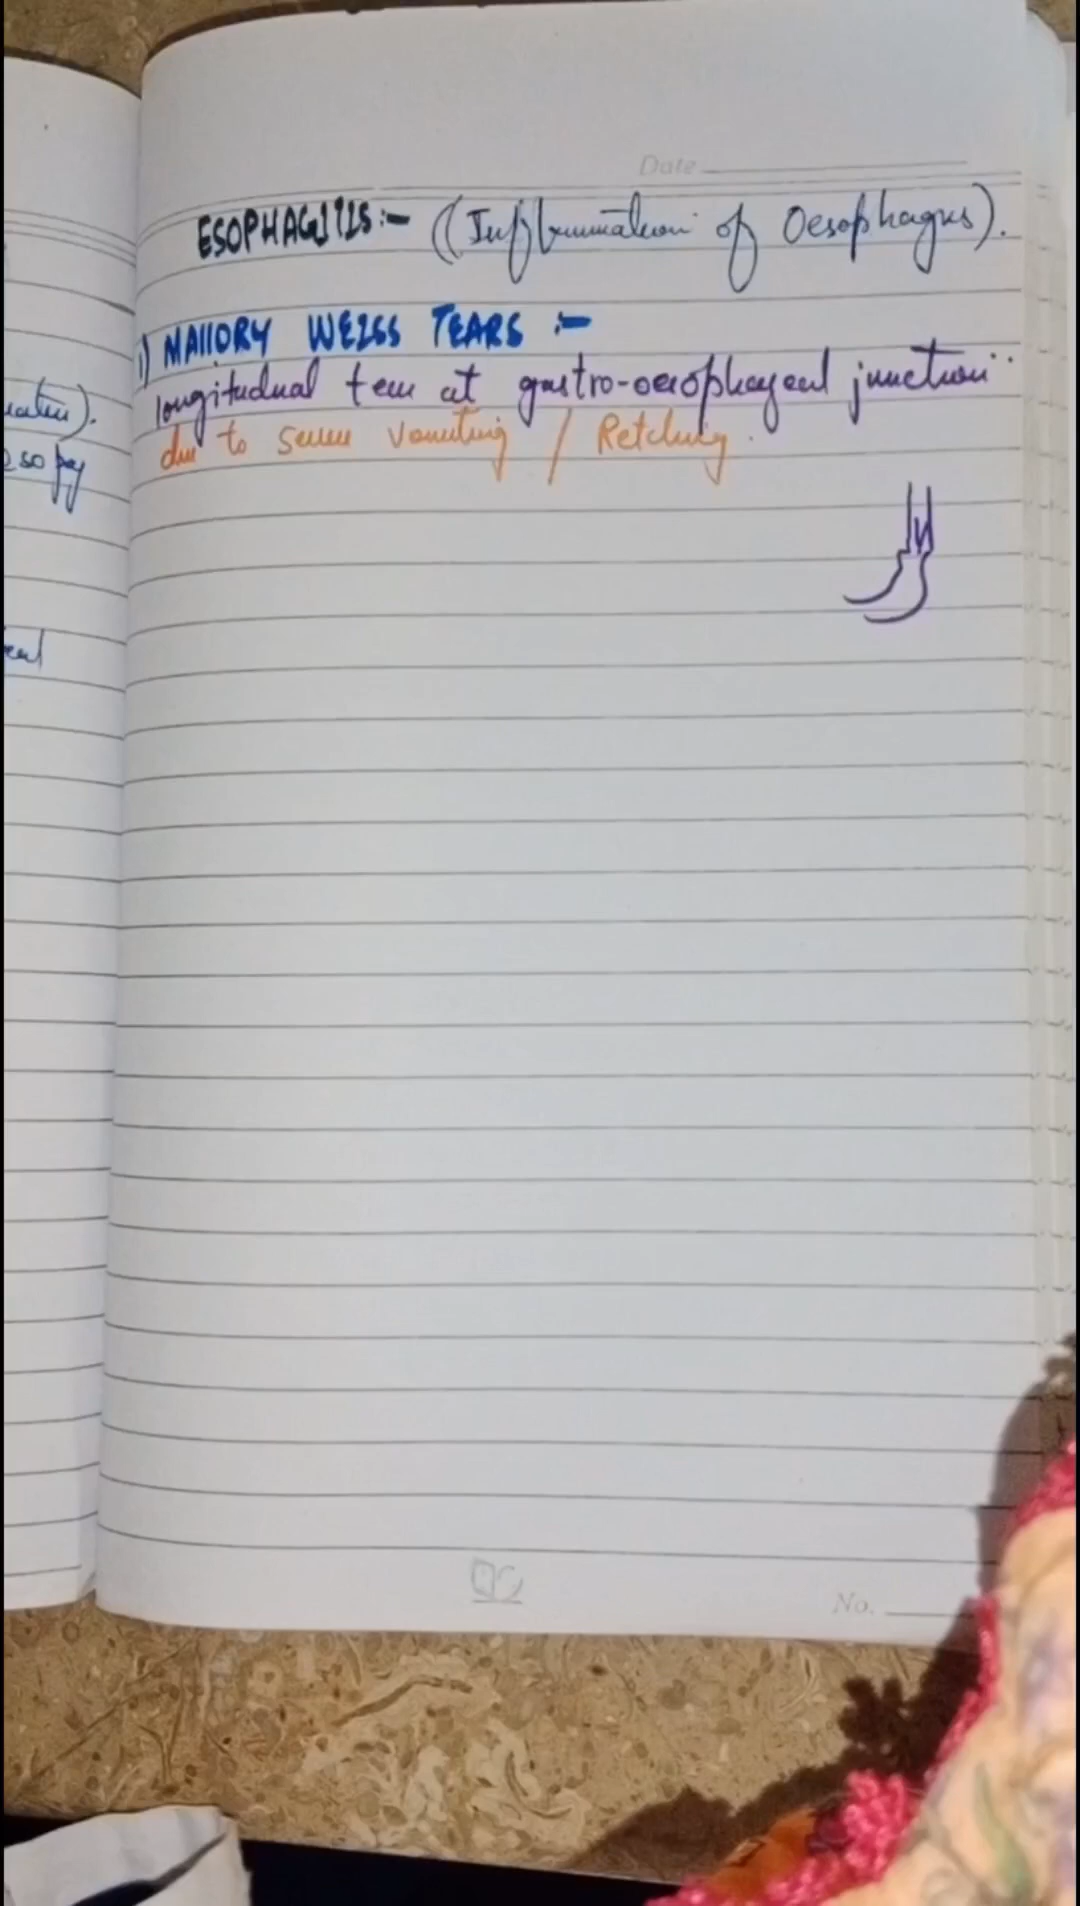 Date
ESOPHAGITIS:- (Inflammation of Oesophagus).
1) MALLORY WEISS TEARS :-
longitudual tear at gastro-oesophageal junction
due to severe vomiting / Retching.
No.